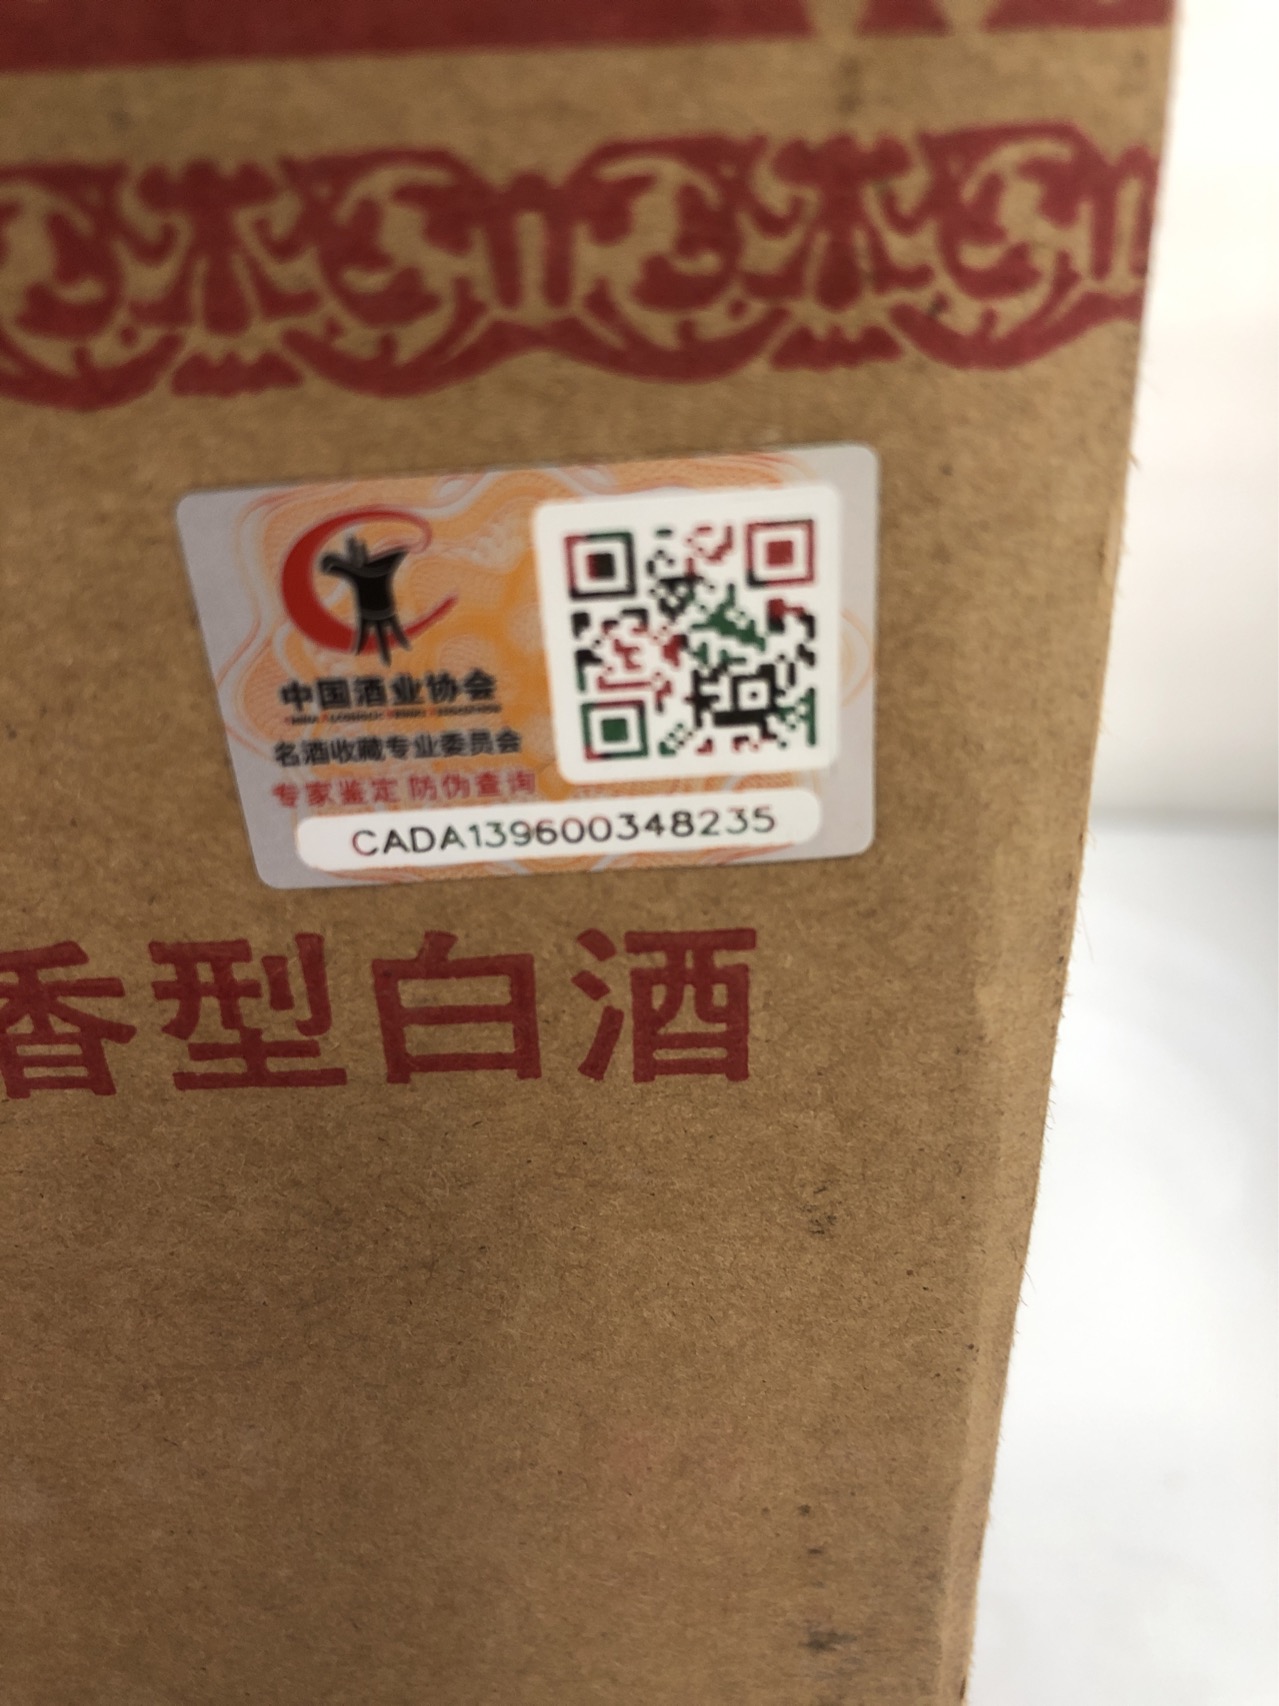 中国酒业协会
名酒收藏专业委员会
专家鉴定 防伪查询
CADA139600348235
香型白酒